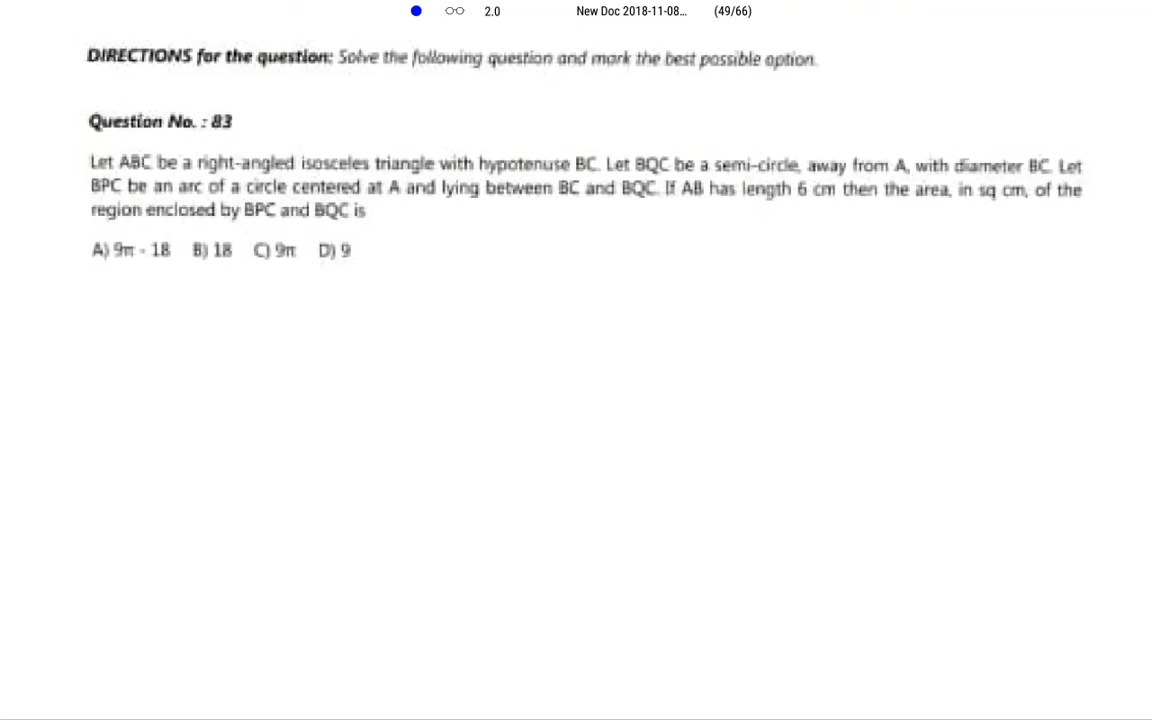 2.0 New Doc 2018-11-08... (49/66)
DIRECTIONS for the question: Solve the following question and mark the best possible option.
Question No. : 83
Let ABC be a right-angled isosceles triangle with hypotenuse BC. Let BQC be a semi-circle, away from A, with diameter BC. Let
BPC be an arc of a circle centered at A and lying between BC and BQC. If AB has length 6 cm then the area, in sq cm, of the
region enclosed by BPC and BQC is
A) 9π - 18 B) 18 C) 9π D) 9